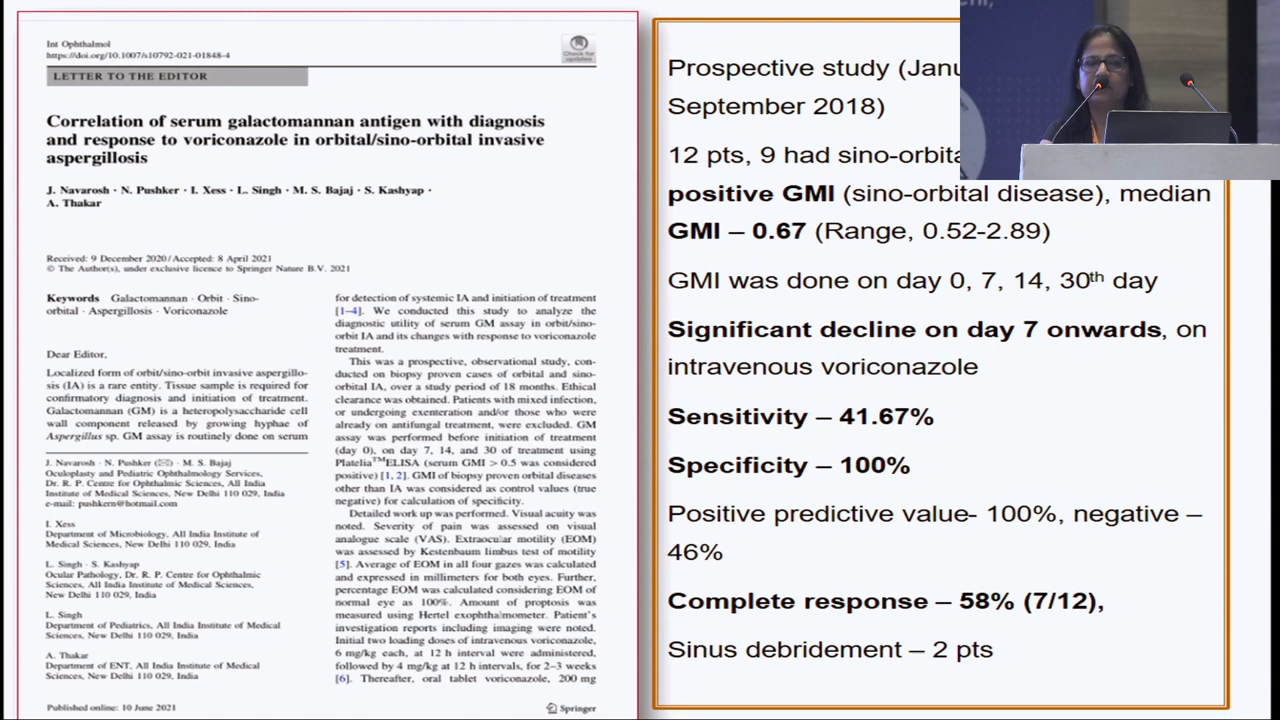 Int Ophthalmol
https://doi.org/10.1007/s10792-021-01848-4
Check for
updates
LETTER TO THE EDITOR
Correlation of serum galactomannan antigen with diagnosis
and response to voriconazole in orbital/sino-orbital invasive
aspergillosis
J. Navarosh · N. Pushker · I. Xess · L. Singh · M. S. Bajaj · S. Kashyap ·
A. Thakar
Received: 9 December 2020 / Accepted: 8 April 2021
© The Author(s), under exclusive licence to Springer Nature B.V. 2021
Keywords Galactomannan · Orbit · Sino-
orbital · Aspergillosis · Voriconazole
Dear Editor,
Localized form of orbit/sino-orbit invasive aspergillo-
sis (IA) is a rare entity. Tissue sample is required for
confirmatory diagnosis and initiation of treatment.
Galactomannan (GM) is a heteropolysaccharide cell
wall component released by growing hyphae of
Aspergillus sp. GM assay is routinely done on serum
J. Navarosh · N. Pushker (✉) · M. S. Bajaj
Oculoplasty and Pediatric Ophthalmology Services,
Dr. R. P. Centre for Ophthalmic Sciences, All India
Institute of Medical Sciences, New Delhi 110 029, India
e-mail: pushkern@hotmail.com
I. Xess
Department of Microbiology, All India Institute of
Medical Sciences, New Delhi 110 029, India
L. Singh · S. Kashyap
Ocular Pathology, Dr. R. P. Centre for Ophthalmic
Sciences, All India Institute of Medical Sciences,
New Delhi 110 029, India
L. Singh
Department of Pediatrics, All India Institute of Medical
Sciences, New Delhi 110 029, India
A. Thakar
Department of ENT, All India Institute of Medical
Sciences, New Delhi 110 029, India
Published online: 10 June 2021
for detection of systemic IA and initiation of treatment
[1–4]. We conducted this study to analyze the
diagnostic utility of serum GM assay in orbit/sino-
orbit IA and its changes with response to voriconazole
treatment.
This was a prospective, observational study, con-
ducted on biopsy proven cases of orbital and sino-
orbital IA, over a study period of 18 months. Ethical
clearance was obtained. Patients with mixed infection,
or undergoing exenteration and/or those who were
already on antifungal treatment, were excluded. GM
assay was performed before initiation of treatment
(day 0), on day 7, 14, and 30 of treatment using
Platelia™ELISA (serum GMI > 0.5 was considered
positive) [1, 2]. GMI of biopsy proven orbital diseases
other than IA was considered as control values (true
negative) for calculation of specificity.
Detailed work up was performed. Visual acuity was
noted. Severity of pain was assessed on visual
analogue scale (VAS). Extraocular motility (EOM)
was assessed by Kestenbaum limbus test of motility
[5]. Average of EOM in all four gazes was calculated
and expressed in millimeters for both eyes. Further,
percentage EOM was calculated considering EOM of
normal eye as 100%. Amount of proptosis was
measured using Hertel exophthalmometer. Patient's
investigation reports including imaging were noted.
Initial two loading doses of intravenous voriconazole,
6 mg/kg each, at 12 h interval were administered,
followed by 4 mg/kg at 12 h intervals, for 2–3 weeks
[6]. Thereafter, oral tablet voriconazole, 200 mg
Springer
Prospective study (Janu
September 2018)
12 pts, 9 had sino-orbita
positive GMI (sino-orbital disease), median
GMI – 0.67 (Range, 0.52-2.89)
GMI was done on day 0, 7, 14, 30th day
Significant decline on day 7 onwards, on
intravenous voriconazole
Sensitivity – 41.67%
Specificity – 100%
Positive predictive value- 100%, negative –
46%
Complete response – 58% (7/12),
Sinus debridement – 2 pts